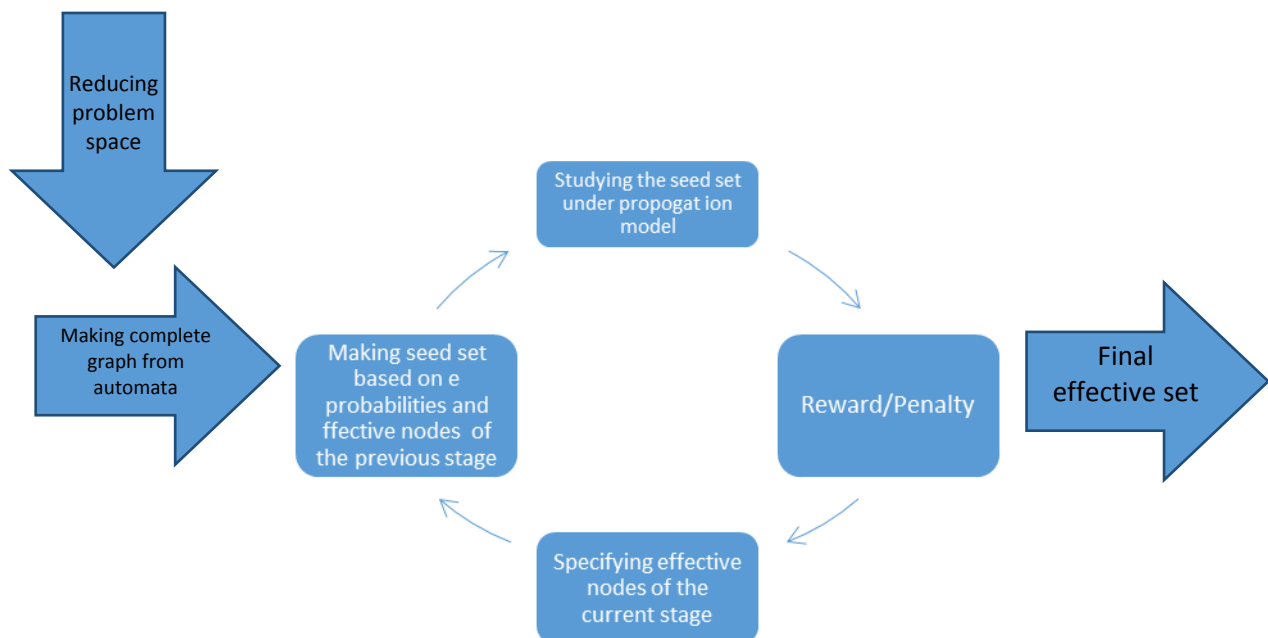 Reducing
problem
space
Making complete
graph from
automata
Making seed set
based on e
probabilities and
ffective nodes of
the previous stage
Studying the seed set
under propogat ion
model
Reward/Penalty
Specifying effective
nodes of the
current stage
Final
effective set